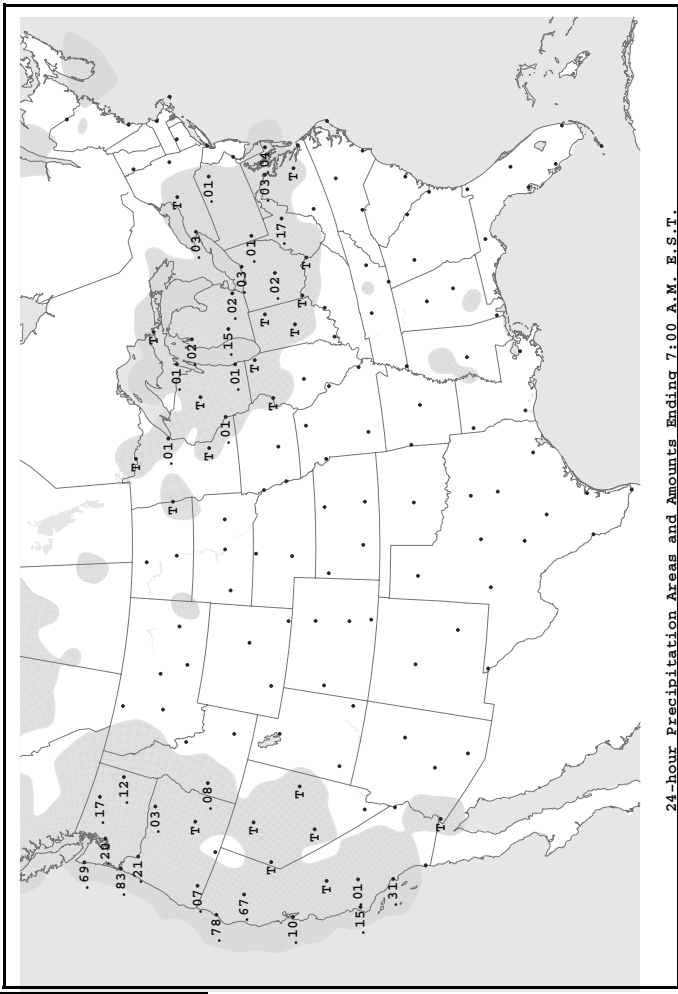 .69
.17
.12
.20
.83
.21
.03
.08
T
T
T
T
T
T
.07
.67
.78
.10
.01
.15
.31
T
T
T
.01
T
.01
T
T
.01
.01
T
.02
.15
T
T
.02
.03
T
T
.02
.03
.01
.17
T
T
.01
.03
.04
T
24-hour Precipitation Areas and Amounts Ending 7:00 A.M. E.S.T.